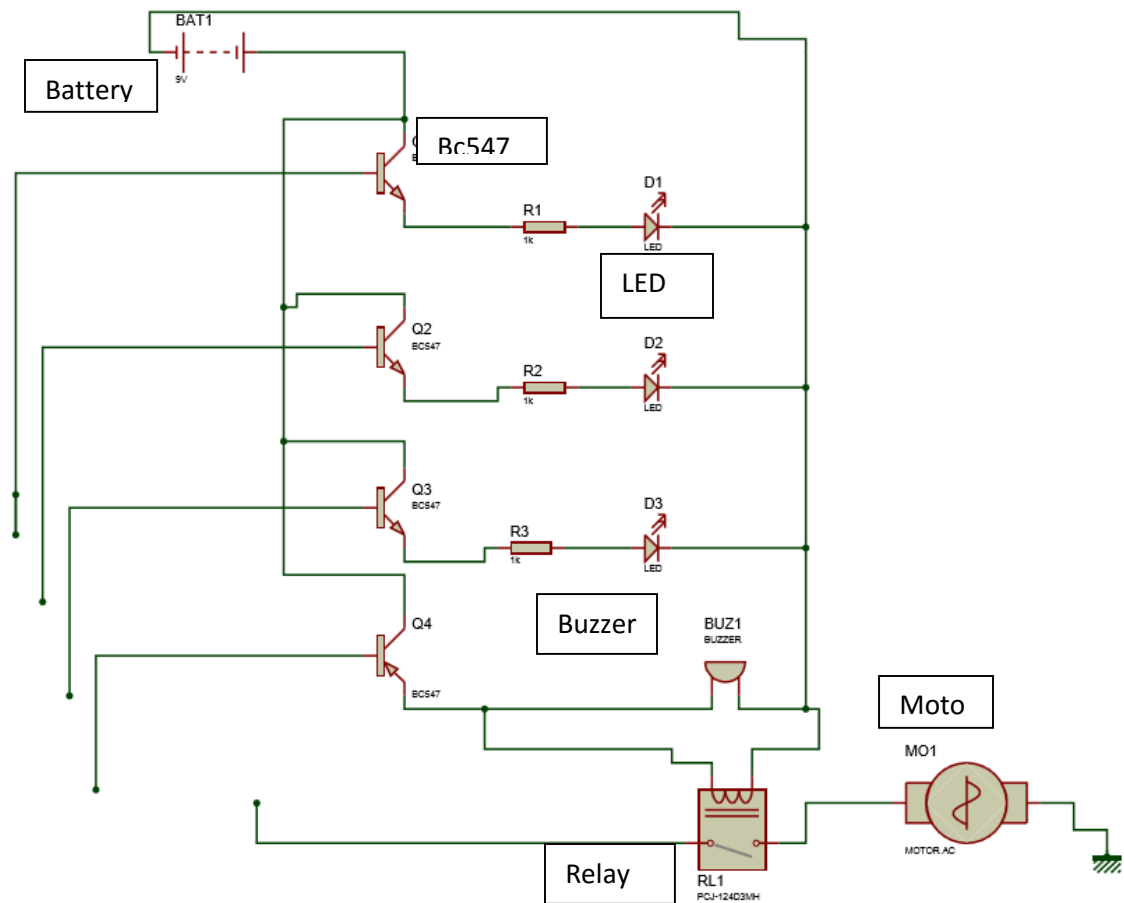 BAT1
9V
Battery
Bc547
R1
1k
D1
LED
LED
Q2
BC547
R2
1k
D2
LED
Q3
BC547
R3
1k
D3
LED
Buzzer
Q4
BC547
BUZ1
BUZZER
Moto
MO1
MOTOR AC
Relay
RL1
PCJ-124D3MH